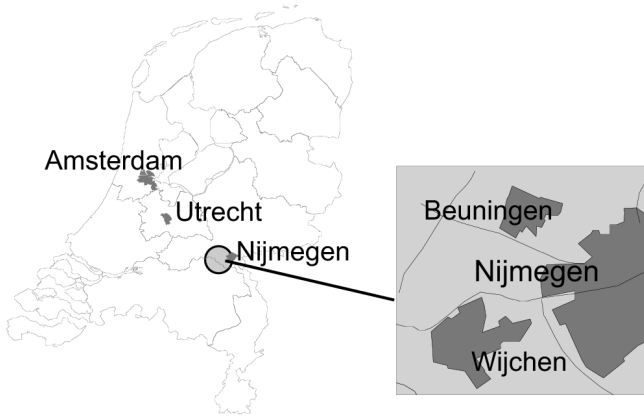 Amsterdam
Utrecht
Nijmegen
Beuningen
Nijmegen
Wijchen